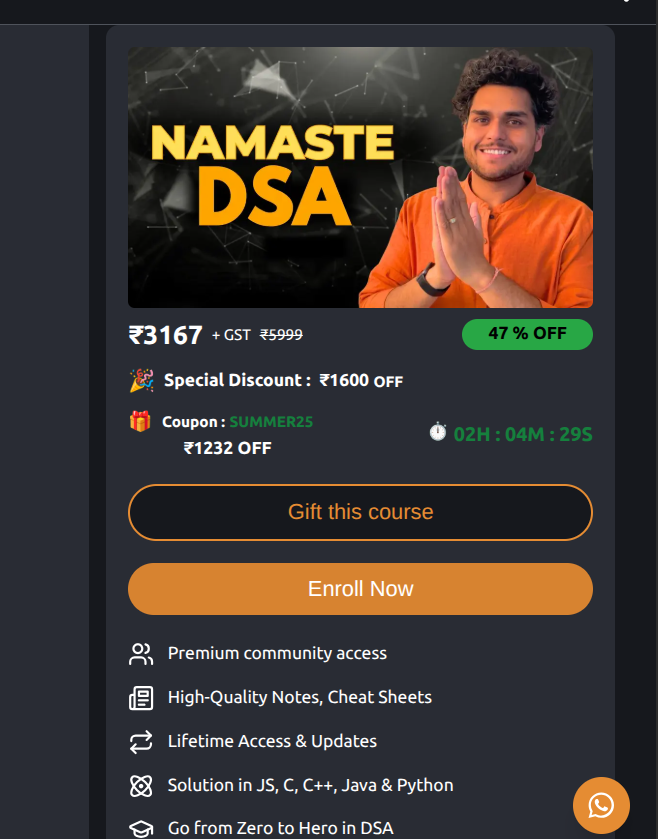 NAMASTE
DSA
₹3167 + GST ₹5999 47 % OFF
Special Discount : ₹1600 OFF
Coupon : SUMMER25
₹1232 OFF
02H : 04M : 29S
Gift this course
Enroll Now
Premium community access
High-Quality Notes, Cheat Sheets
Lifetime Access & Updates
Solution in JS, C, C++, Java & Python
Go from Zero to Hero in DSA